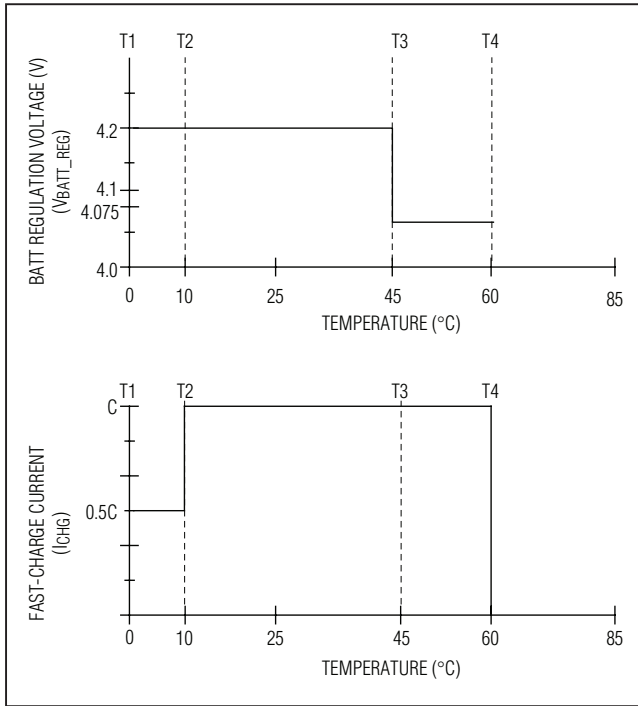 T1 T2 T3 T4
BATT REGULATION VOLTAGE (V)
(VBATT_REG)
4.2
4.1
4.075
4.0
0 10 25 45 60 85
TEMPERATURE (°C)
T1 T2 T3 T4
FAST-CHARGE CURRENT
(ICHG)
C
0.5C
0 10 25 45 60 85
TEMPERATURE (°C)